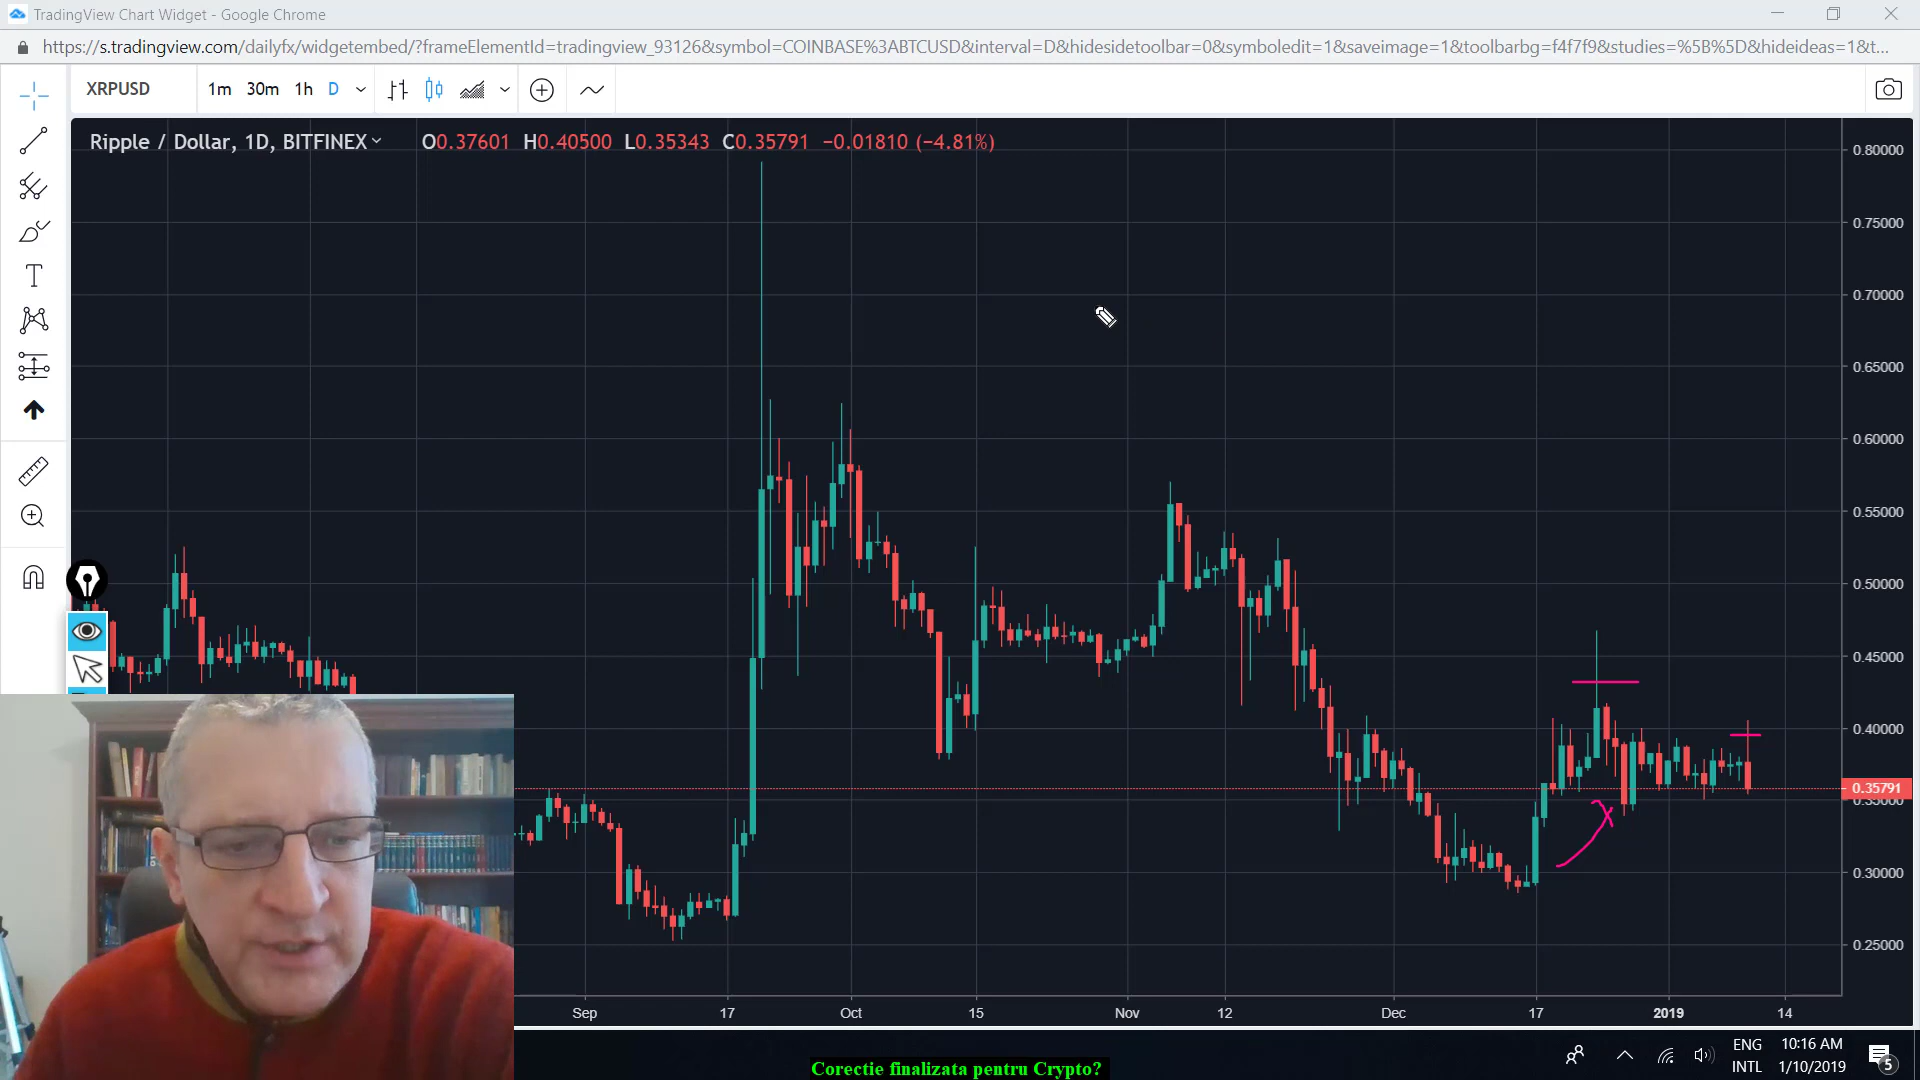 TradingView Chart Widget - Google Chrome
https://s.tradingview.com/dailyfx/widgetembed/?frameElementId=tradingview_93126&symbol=COINBASE%3ABTCUSD&interval=D&hidesidetoolbar=0&symboledit=1&saveimage=1&toolbarbg=f4f7f9&studies=%5B%5D&hideideas=1&t...
XRPUSD 1m 30m 1h D
Ripple / Dollar, 1D, BITFINEX O0.37601 H0.40500 L0.35343 C0.35791 −0.01810 (−4.81%)
0.80000
0.75000
0.70000
0.65000
0.60000
0.55000
0.50000
0.45000
0.40000
0.35791
0.35000
0.30000
0.25000
Sep 17 Oct 15 Nov 12 Dec 17 2019 14
ENG 10:16 AM
INTL 1/10/2019 5
Corectie finalizata pentru Crypto?